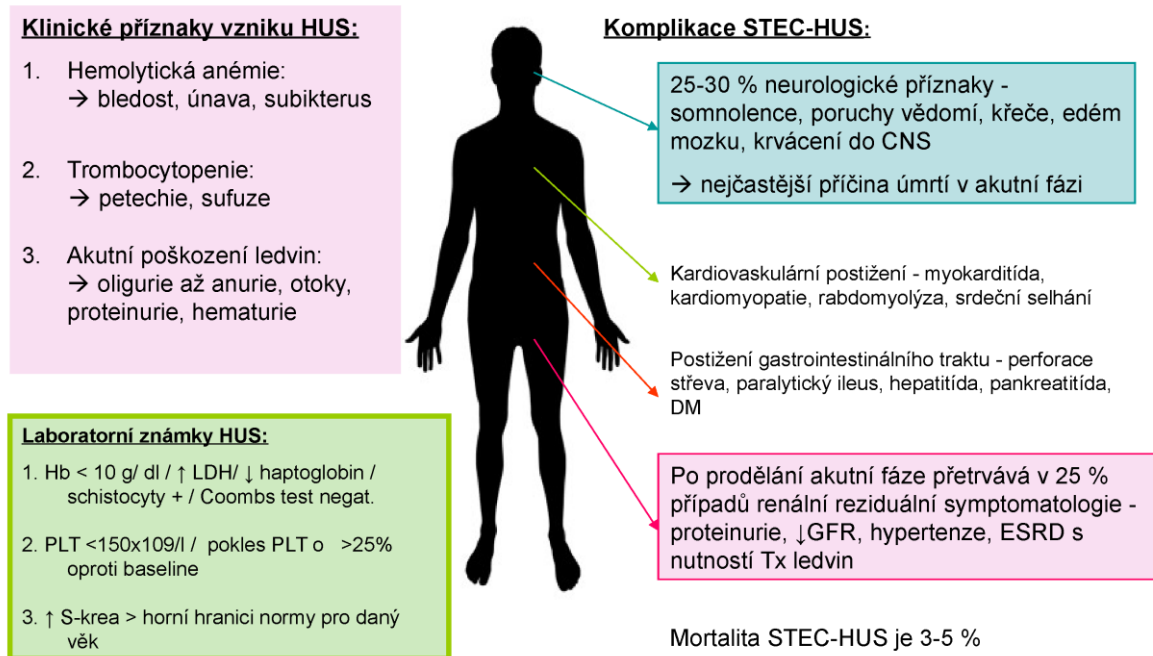 Klinické příznaky vzniku HUS:
1. Hemolytická anémie:
→ bledost, únava, subikterus
2. Trombocytopenie:
→ petechie, sufuze
3. Akutní poškození ledvin:
→ oligurie až anurie, otoky,
proteinurie, hematurie
Laboratorní známky HUS:
1. Hb < 10 g/ dl / ↑ LDH/ ↓ haptoglobin /
schistocyty + / Coombs test negat.
2. PLT <150x109/l / pokles PLT o >25%
oproti baseline
3. ↑ S-krea > horní hranici normy pro daný
věk
Komplikace STEC-HUS:
25-30 % neurologické příznaky -
somnolence, poruchy vědomí, křeče, edém
mozku, krvácení do CNS
→ nejčastější příčina úmrtí v akutní fázi
Kardiovaskulární postižení - myokarditída,
kardiomyopatie, rabdomyolýza, srdeční selhání
Postižení gastrointestinálního traktu - perforace
střeva, paralytický ileus, hepatitída, pankreatitída,
DM
Po prodělání akutní fáze přetrvává v 25 %
případů renální reziduální symptomatologie -
proteinurie, ↓GFR, hypertenze, ESRD s
nutností Tx ledvin
Mortalita STEC-HUS je 3-5 %